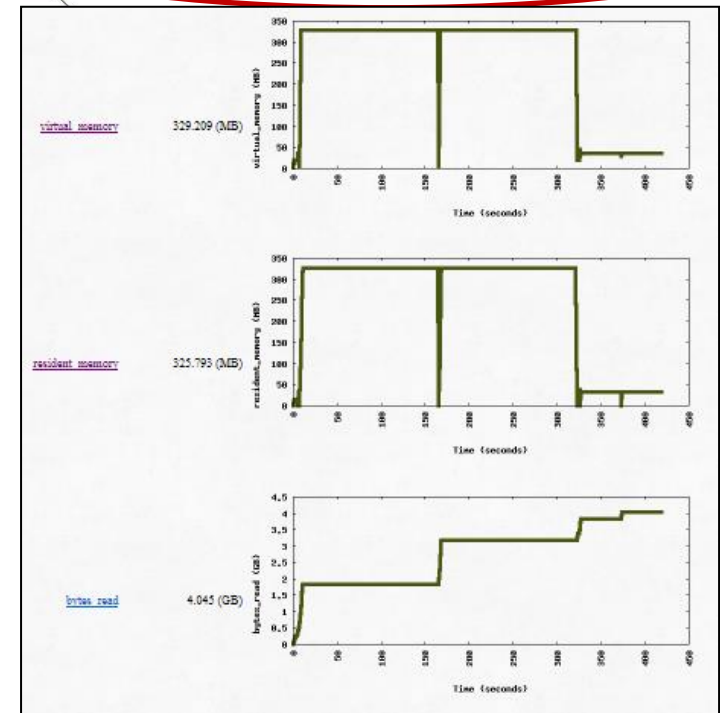 350
300
250
200
150
100
50
0
virtual_memory (MB)
virtual memory 329.209 (MB)
0 50 100 150 200 250 300 350 400 450
Time (seconds)
350
300
250
200
150
100
50
0
resident_memory (MB)
resident memory 325.793 (MB)
0 50 100 150 200 250 300 350 400 450
Time (seconds)
4.5
4
3.5
3
2.5
2
1.5
1
0.5
0
bytes_read (GB)
bytes read 4.045 (GB)
0 50 100 150 200 250 300 350 400 450
Time (seconds)